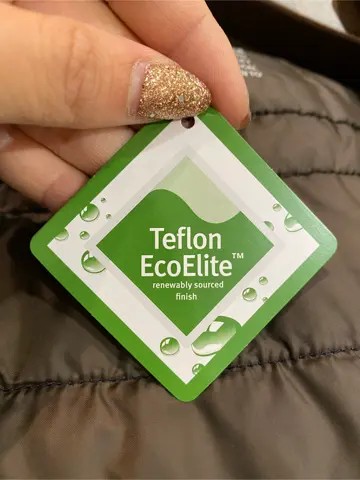 Teflon
EcoElite™
renewably sourced
finish